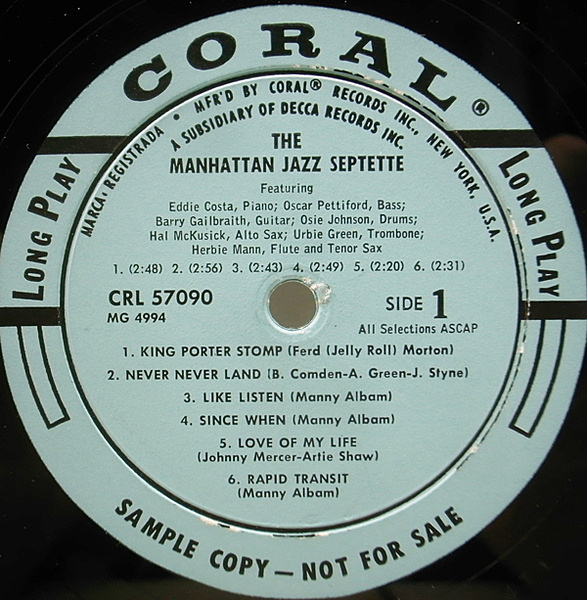 CORAL®
MARCA REGISTRADA • MFR'D BY CORAL® RECORDS INC., NEW YORK, U.S.A.
A SUBSIDIARY OF DECCA RECORDS INC.
LONG PLAY
LONG PLAY
THE
MANHATTAN JAZZ SEPTETTE
Featuring
Eddie Costa, Piano; Oscar Pettiford, Bass;
Barry Gailbraith, Guitar; Osie Johnson, Drums;
Hal McKusick, Alto Sax; Urbie Green, Trombone;
Herbie Mann, Flute and Tenor Sax
1. (2:48) 2. (2:56) 3. (2:43) 4. (2:49) 5. (2:20) 6. (2:31)
CRL 57090
MG 4994
SIDE 1
All Selections ASCAP
1. KING PORTER STOMP (Ferd (Jelly Roll) Morton)
2. NEVER NEVER LAND (B. Comden-A. Green-J. Styne)
3. LIKE LISTEN (Manny Albam)
4. SINCE WHEN (Manny Albam)
5. LOVE OF MY LIFE
(Johnny Mercer-Artie Shaw)
6. RAPID TRANSIT
(Manny Albam)
SAMPLE COPY—NOT FOR SALE